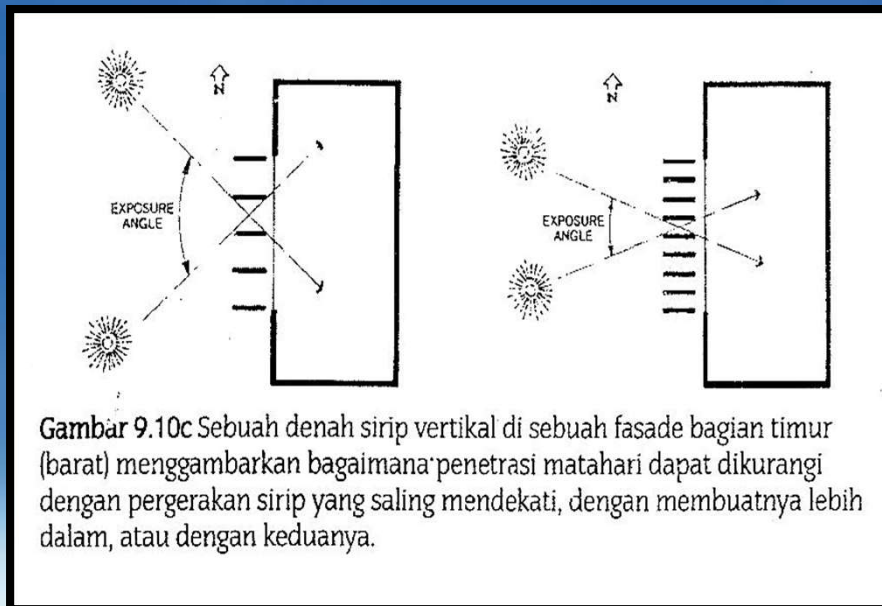 N
EXPOSURE
ANGLE
N
EXPOSURE
ANGLE
Gambar 9.10c Sebuah denah sirip vertikal di sebuah fasade bagian timur
(barat) menggambarkan bagaimana penetrasi matahari dapat dikurangi
dengan pergerakan sirip yang saling mendekati, dengan membuatnya lebih
dalam, atau dengan keduanya.